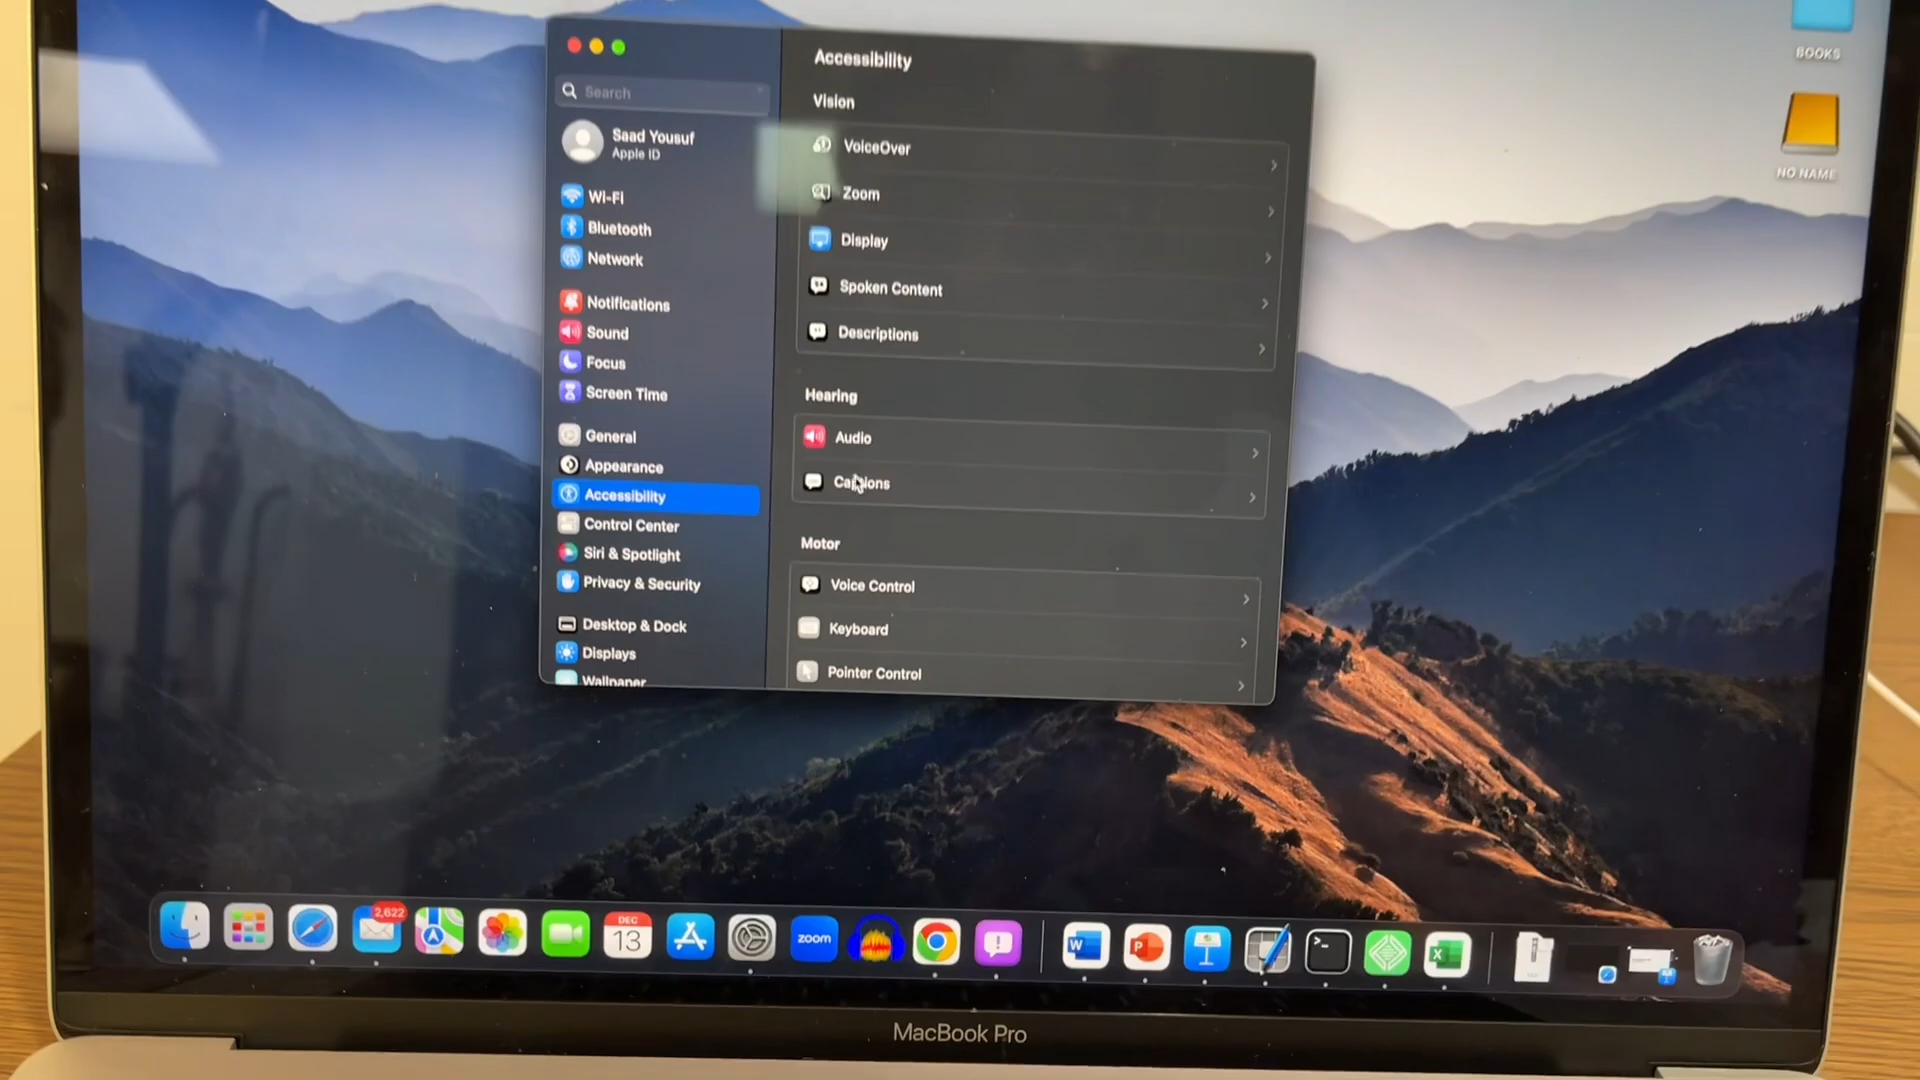 Accessibility
Search
Saad Yousuf
Apple ID
Wi-Fi
Bluetooth
Network
Notifications
Sound
Focus
Screen Time
General
Appearance
Accessibility
Control Center
Siri & Spotlight
Privacy & Security
Desktop & Dock
Displays
Wallpaper
Vision
VoiceOver
Zoom
Display
Spoken Content
Descriptions
Hearing
Audio
Captions
Motor
Voice Control
Keyboard
Pointer Control
BOOKS
NO NAME
2,622
DEC
13
zoom
W
P
X
MacBook Pro